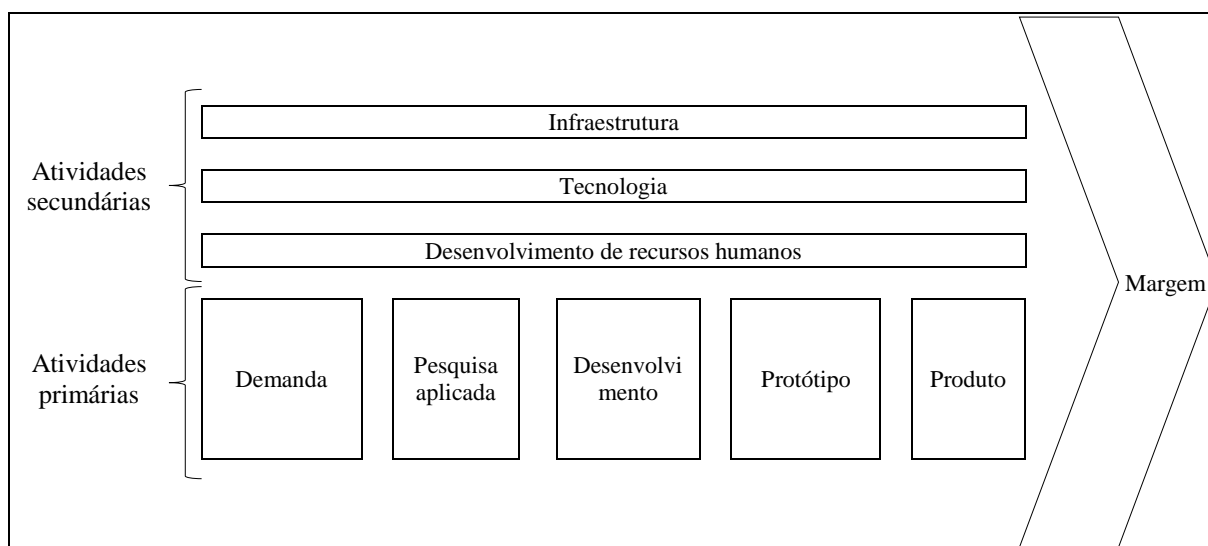 Atividades
secundárias
Infraestrutura
Tecnologia
Desenvolvimento de recursos humanos
Margem
Atividades
primárias
Demanda
Pesquisa
aplicada
Desenvolvi
mento
Protótipo
Produto